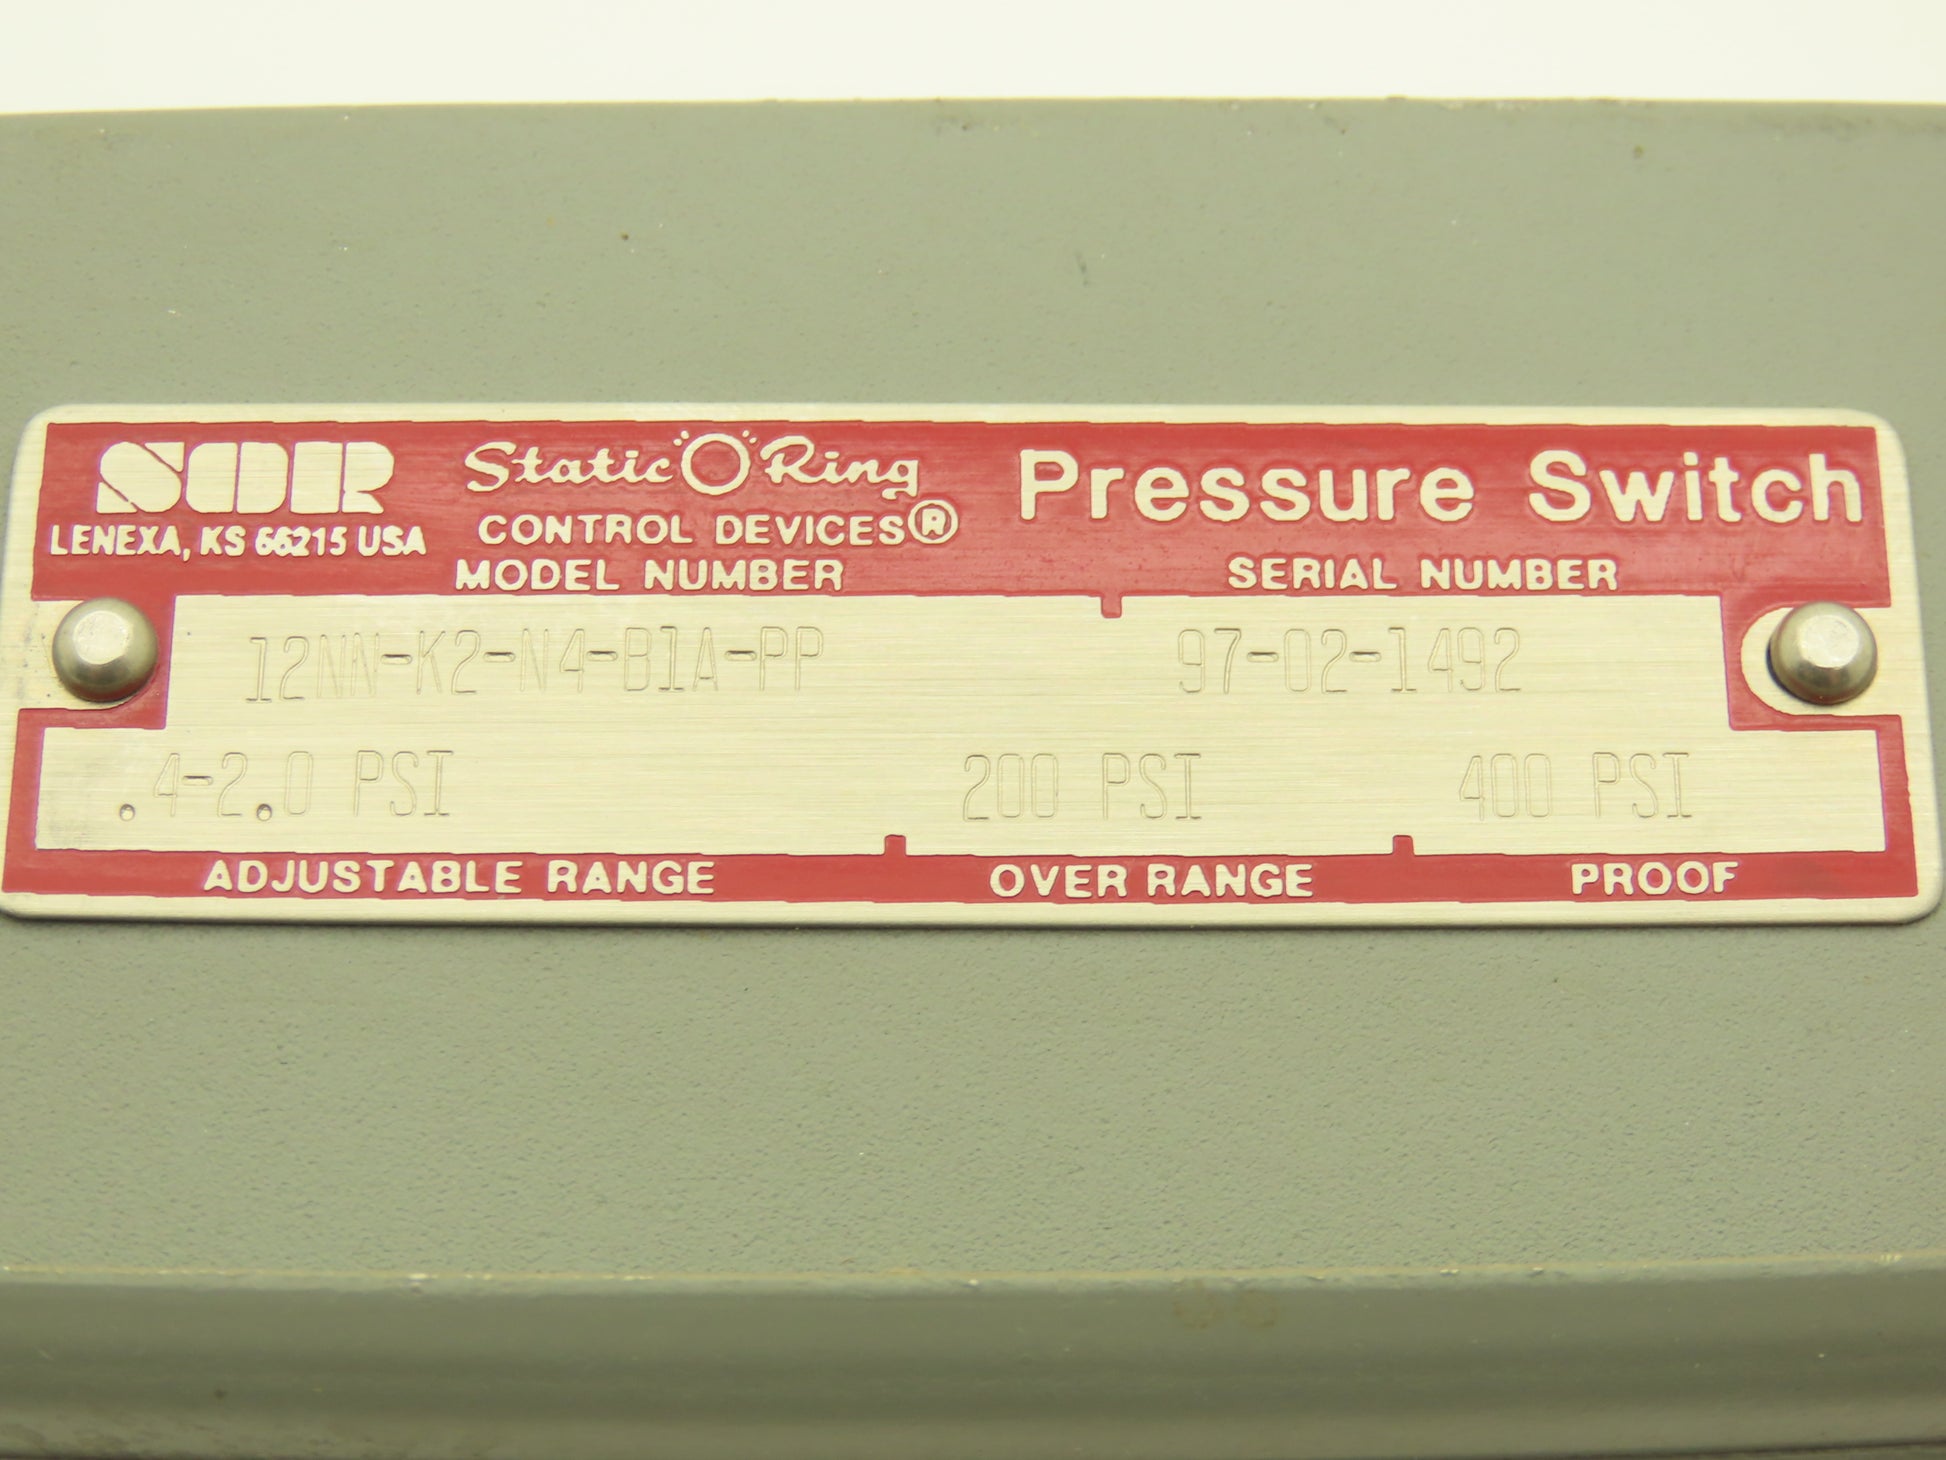 SOR Static "O" Ring Pressure Switch
LENEXA, KS 66215 USA CONTROL DEVICES®
MODEL NUMBER SERIAL NUMBER
12NN-K2-N4-B1A-PP 97-02-1492
.4-2.0 PSI 200 PSI 400 PSI
ADJUSTABLE RANGE OVER RANGE PROOF